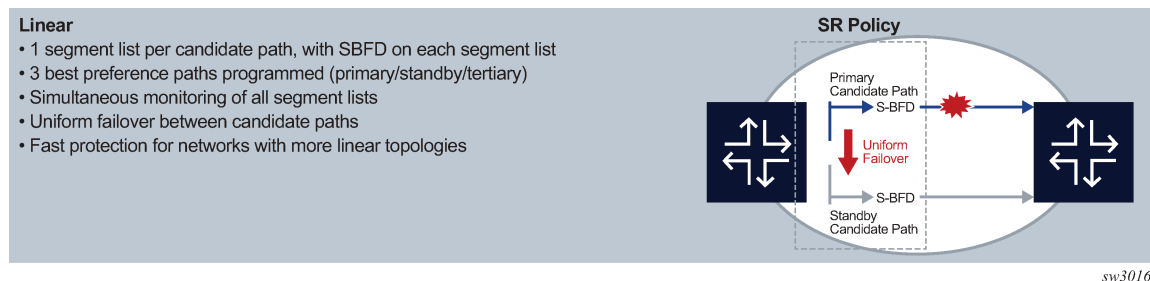 Linear
• 1 segment list per candidate path, with SBFD on each segment list
• 3 best preference paths programmed (primary/standby/tertiary)
• Simultaneous monitoring of all segment lists
• Uniform failover between candidate paths
• Fast protection for networks with more linear topologies
SR Policy
Primary
Candidate Path
S-BFD
Uniform
Failover
S-BFD
Standby
Candidate Path
sw3016